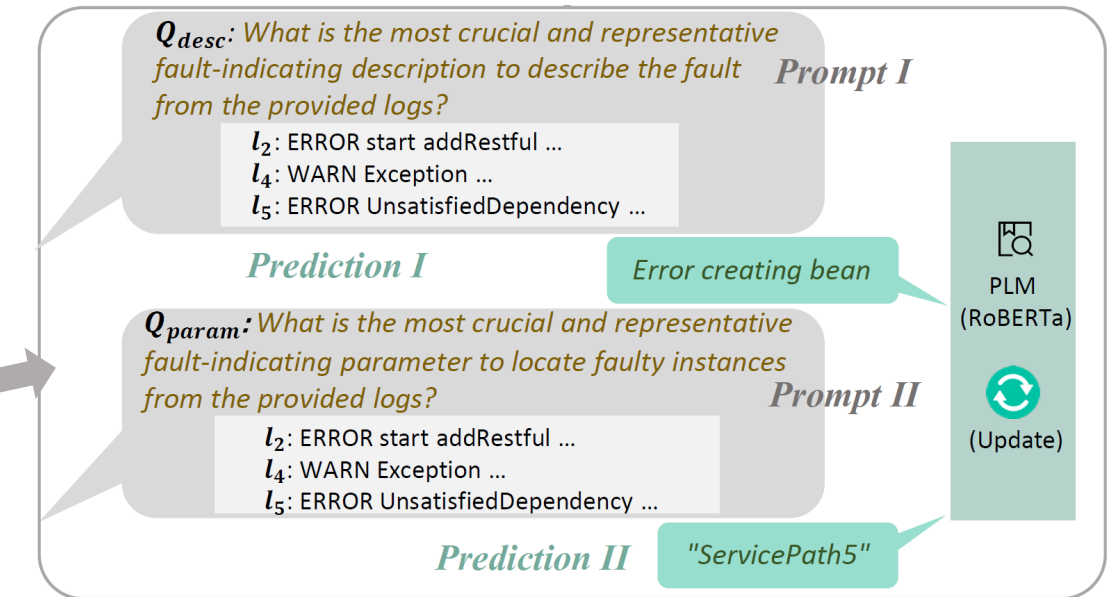 Q_desc: What is the most crucial and representative
fault-indicating description to describe the fault
from the provided logs?
Prompt I
l_2: ERROR start addRestful ...
l_4: WARN Exception ...
l_5: ERROR UnsatisfiedDependency ...
Prediction I
Error creating bean
Q_param: What is the most crucial and representative
fault-indicating parameter to locate faulty instances
from the provided logs?
Prompt II
l_2: ERROR start addRestful ...
l_4: WARN Exception ...
l_5: ERROR UnsatisfiedDependency ...
Prediction II
"ServicePath5"
PLM
(RoBERTa)
(Update)